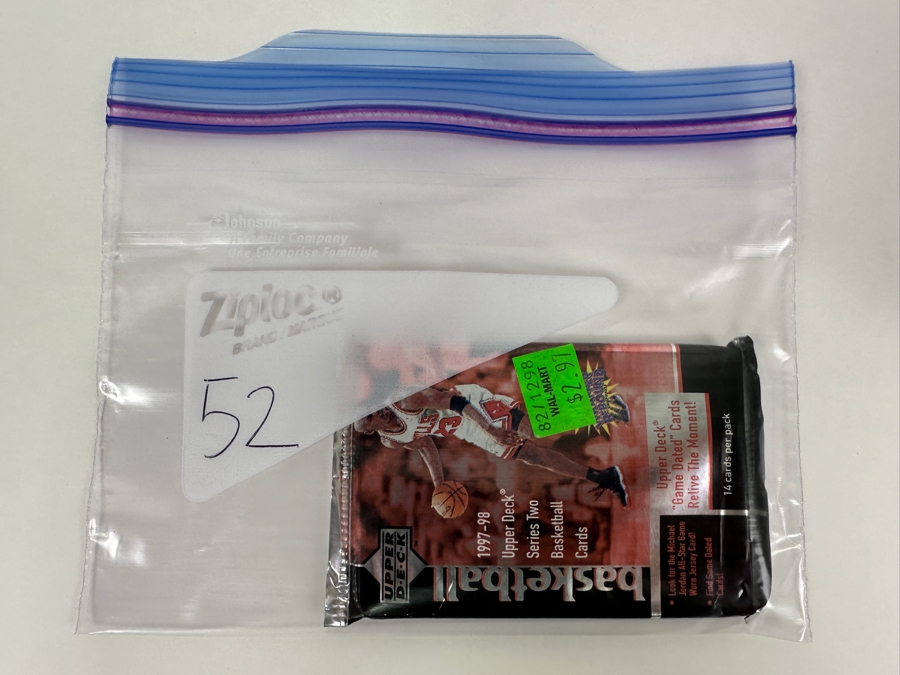 Johnson
A Family Company
Une Entreprise Familiale
Ziploc®
BRAND / MARQUE
52
82/1298
WAL-MART
$2.97
1997-98
Upper Deck®
Series Two
Basketball
Cards
UPPER
D·E·C·K
basketball
Upper Deck®
"Game Dated" Cards
Relive The Moment!
14 cards per pack
• Look for the Michael
Jordan All-Star Game
Worn Jersey Card!
• Find Game Dated
Cards!